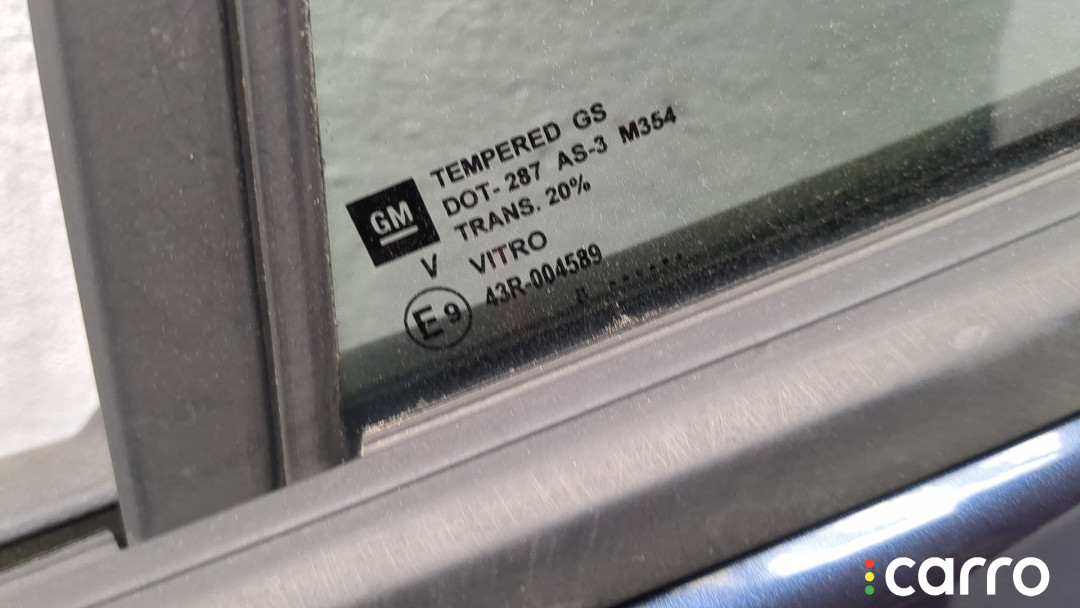 GM
TEMPERED GS
DOT-287 AS-3 M354
TRANS. 20%
V VITRO
E9 43R-004589
carro